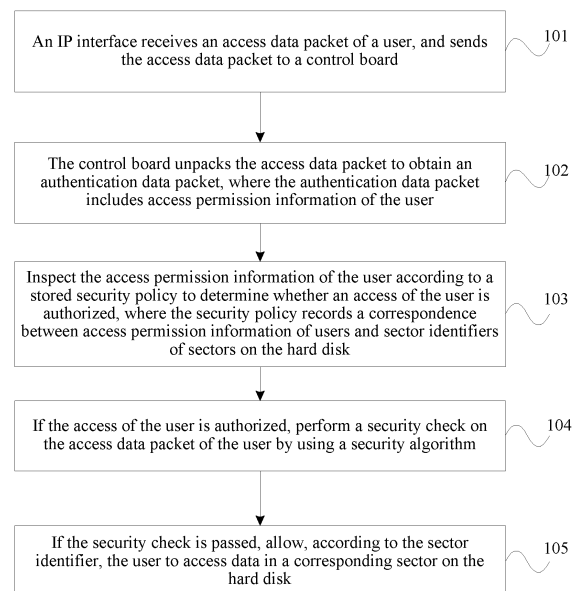 An IP interface receives an access data packet of a user, and sends
the access data packet to a control board
101
The control board unpacks the access data packet to obtain an
authentication data packet, where the authentication data packet
includes access permission information of the user
102
Inspect the access permission information of the user according to a
stored security policy to determine whether an access of the user is
authorized, where the security policy records a correspondence
between access permission information of users and sector identifiers
of sectors on the hard disk
103
If the access of the user is authorized, perform a security check on
the access data packet of the user by using a security algorithm
104
If the security check is passed, allow, according to the sector
identifier, the user to access data in a corresponding sector on the
hard disk
105